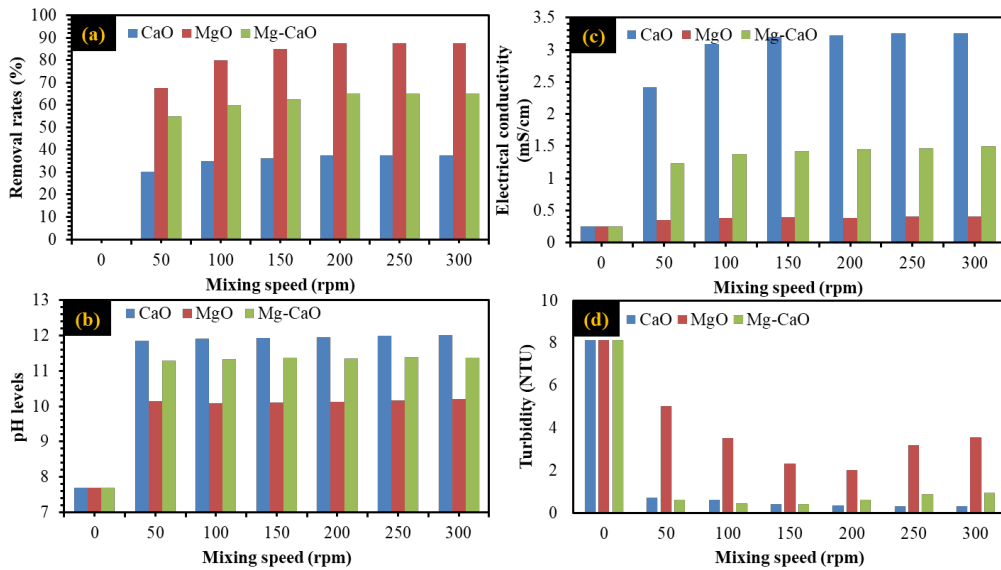 (a)
CaO MgO Mg-CaO
Removal rates (%)
100
90
80
70
60
50
40
30
20
10
0
0 50 100 150 200 250 300
Mixing speed (rpm)
(c)
CaO MgO Mg-CaO
Electrical conductivity
(mS/cm)
3.5
3
2.5
2
1.5
1
0.5
0
0 50 100 150 200 250 300
Mixing speed (rpm)
(b)
CaO MgO Mg-CaO
pH levels
13
12
11
10
9
8
7
0 50 100 150 200 250 300
Mixing speed (rpm)
(d)
CaO MgO Mg-CaO
Turbidity (NTU)
10
8
6
4
2
0
0 50 100 150 200 250 300
Mixing speed (rpm)